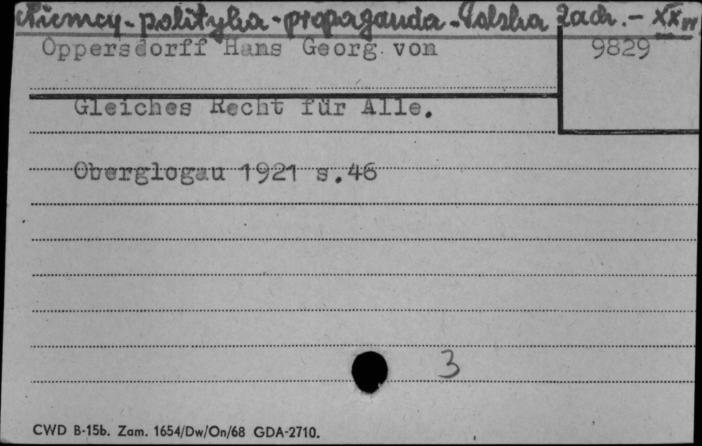 Niemcy - polityka - propaganda - Polska Zach. - XX w
Oppersdorff Hans Georg von
9829
Gleiches Recht für Alle.
Oberglogau 1921 s.46
3
CWD B-15b. Zam. 1654/Dw/On/68 GDA-2710.